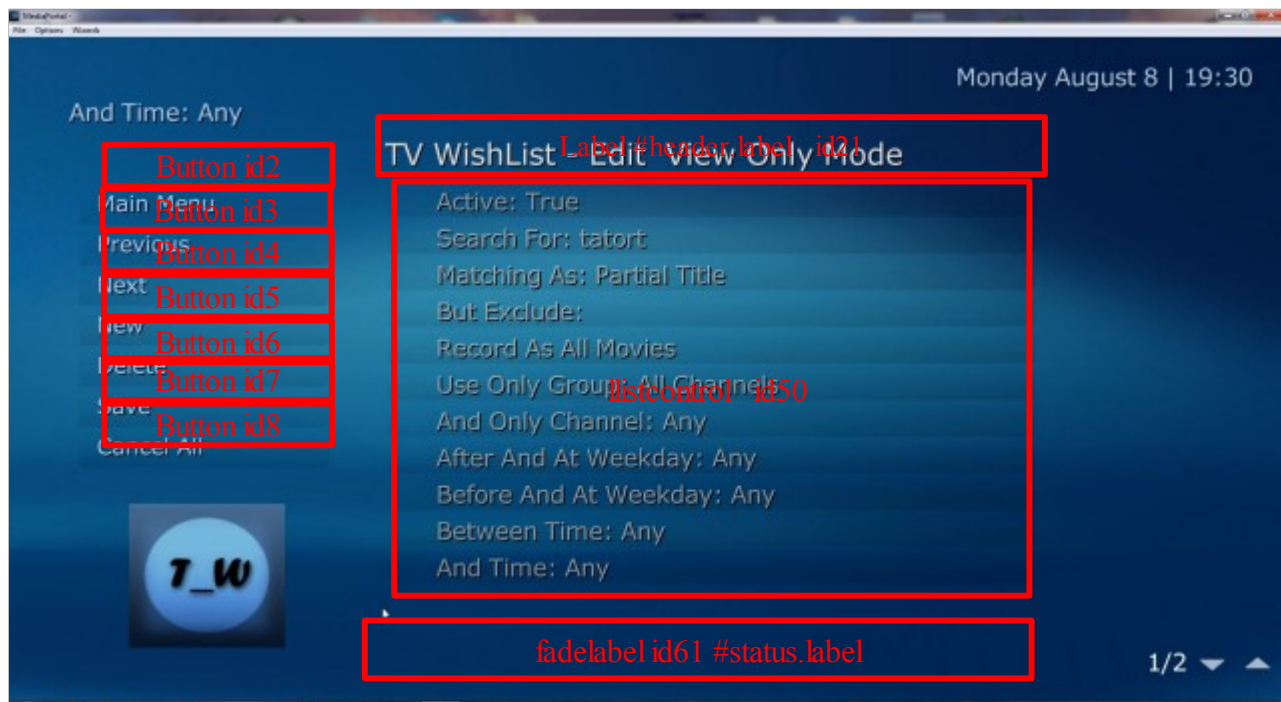 MediaPortal -
File Options Wizards
Monday August 8 | 19:30
And Time: Any
Label #header.label id21
TV WishList - Edit View Only Mode
Button id2
Main Menu
Button id3
Previous
Button id4
Next
Button id5
New
Button id6
Delete
Button id7
Save
Button id8
Cancel All
Active: True
Search For: tatort
Matching As: Partial Title
But Exclude:
Record As All Movies
Use Only Group: All Channels
listcontrol id50
And Only Channel: Any
After And At Weekday: Any
Before And At Weekday: Any
Between Time: Any
And Time: Any
T_W
fadelabel id61 #status.label
1/2